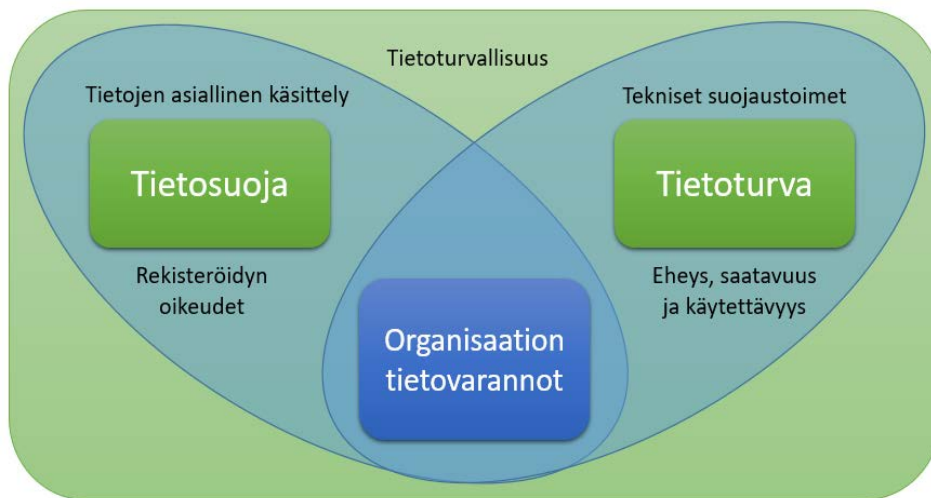 Tietoturvallisuus
Tietojen asiallinen käsittely
Tietosuoja
Rekisteröidyn
oikeudet
Tekniset suojaustoimet
Tietoturva
Eheys, saatavuus
ja käytettävyys
Organisaation
tietovarannot